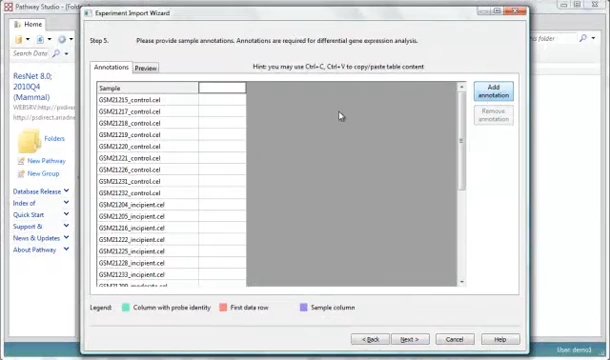 Pathway Studio - [Folde
Experiment Import Wizard
Home
Search Data
folder
Step 5. Please provide sample annotations. Annotations are required for differential gene expression analysis.
Annotations
Preview
Hint: you may use Ctrl+C, Ctrl+V to copy/paste table content
ResNet 8.0;
2010Q4
(Mammal)
Folders
New Pathway
New Group
Database Release
Index of
Quick Start
Support &
News & Updates
About Pathway
Sample
GSM21215_control.cel
GSM21217_control.cel
GSM21218_control.cel
GSM21219_control.cel
GSM21220_control.cel
GSM21221_control.cel
GSM21226_control.cel
GSM21231_control.cel
GSM21232_control.cel
GSM21204_incipient.cel
GSM21205_incipient.cel
GSM21216_incipient.cel
GSM21222_incipient.cel
GSM21225_incipient.cel
GSM21228_incipient.cel
GSM21233_incipient.cel
Add
annotation
Remove
annotation
Legend:
Column with probe identity
First data row
Sample column
< Back
Next >
Cancel
Help
User demo1